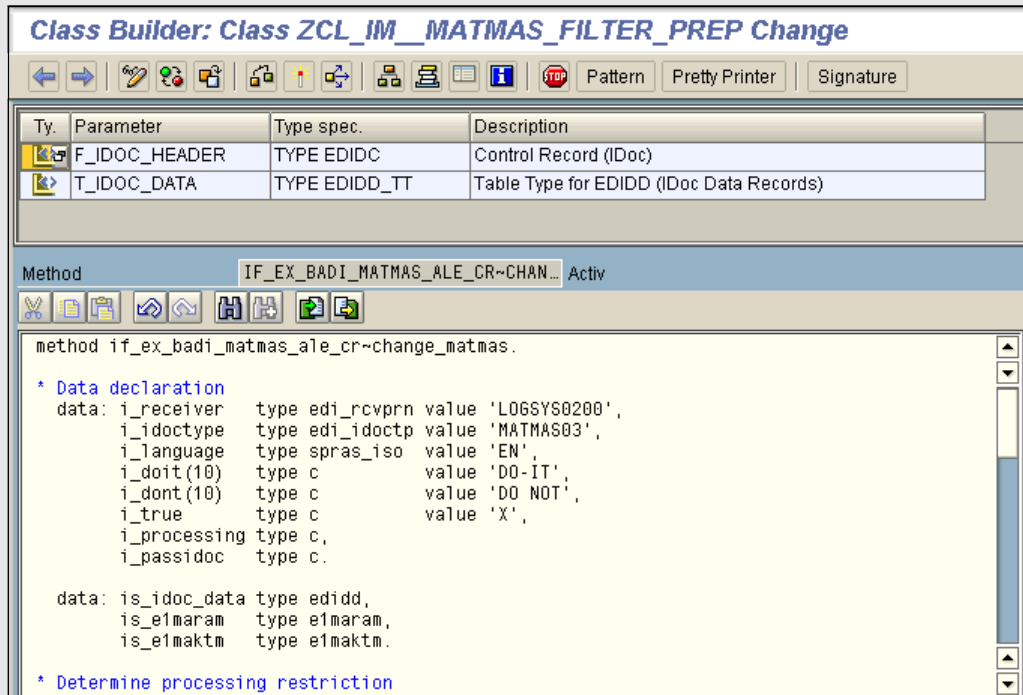 Class Builder: Class ZCL_IM__MATMAS_FILTER_PREP Change
Pattern Pretty Printer Signature
Ty. Parameter Type spec. Description
F_IDOC_HEADER TYPE EDIDC Control Record (IDoc)
T_IDOC_DATA TYPE EDIDD_TT Table Type for EDIDD (IDoc Data Records)
Method IF_EX_BADI_MATMAS_ALE_CR~CHAN… Activ
method if_ex_badi_matmas_ale_cr~change_matmas.
* Data declaration
data: i_receiver type edi_rcvprn value 'LOGSYS0200',
i_idoctype type edi_idoctp value 'MATMAS03',
i_language type spras_iso value 'EN',
i_doit(10) type c value 'DO-IT',
i_dont(10) type c value 'DO NOT',
i_true type c value 'X',
i_processing type c,
i_passidoc type c.
data: is_idoc_data type edidd,
is_e1maram type e1maram,
is_e1maktm type e1maktm.
* Determine processing restriction